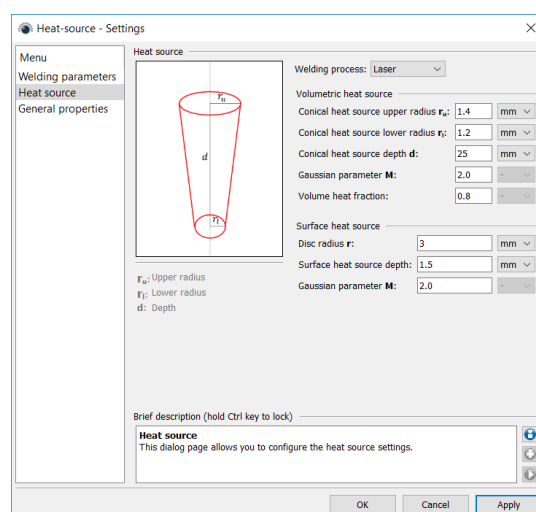 Heat-source - Settings
Menu
Welding parameters
Heat source
General properties
Heat source
r_u
d
r_l
r_u: Upper radius
r_l: Lower radius
d: Depth
Welding process: Laser
Volumetric heat source
Conical heat source upper radius r_u: 1.4 mm
Conical heat source lower radius r_l: 1.2 mm
Conical heat source depth d: 25 mm
Gaussian parameter M: 2.0 -
Volume heat fraction: 0.8 -
Surface heat source
Disc radius r: 3 mm
Surface heat source depth: 1.5 mm
Gaussian parameter M: 2.0 -
Brief description (hold Ctrl key to lock)
Heat source
This dialog page allows you to configure the heat source settings.
OK Cancel Apply